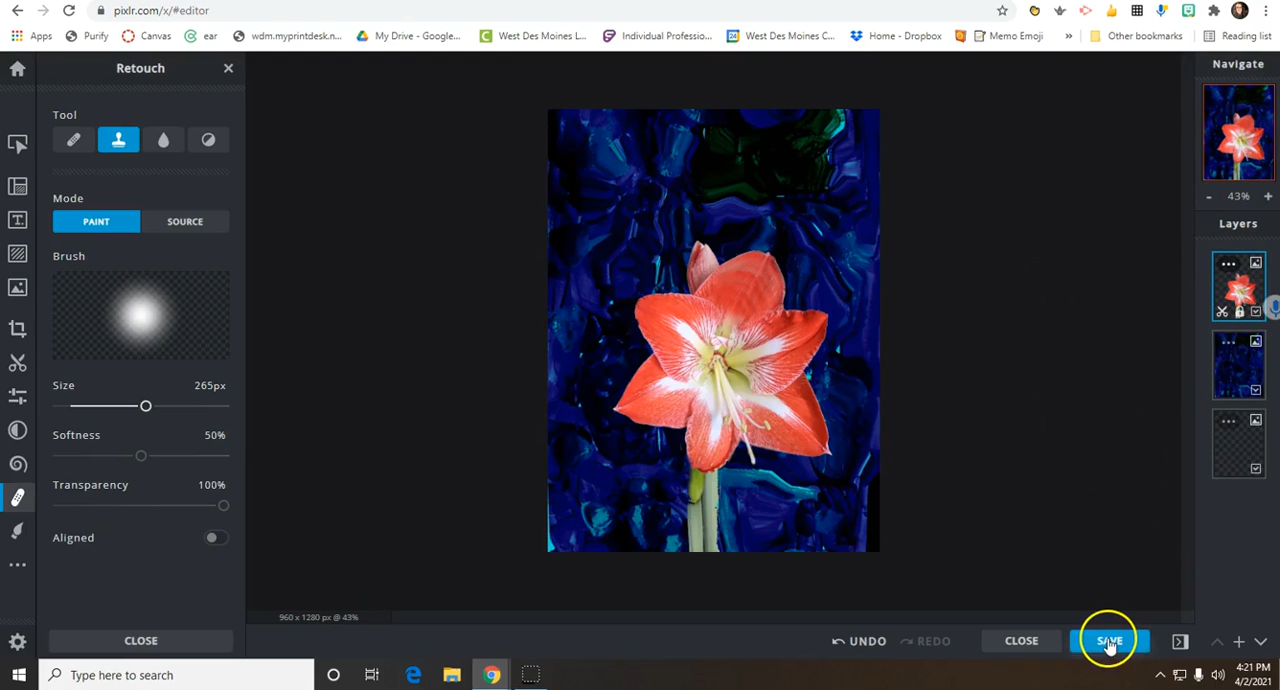 pixlr.com/x/#editor
Apps Purify Canvas ear wdm.myprintdesk.n... My Drive - Google... West Des Moines L... Individual Professio... West Des Moines C... Home - Dropbox Memo Emoji » Other bookmarks Reading list
Retouch
Navigate
Tool
Mode
PAINT SOURCE
43%
Layers
Brush
Size 265px
Softness 50%
Transparency 100%
Aligned
960 x 1280 px @ 43%
CLOSE
UNDO REDO CLOSE SAVE
Type here to search
4:21 PM
4/2/2021